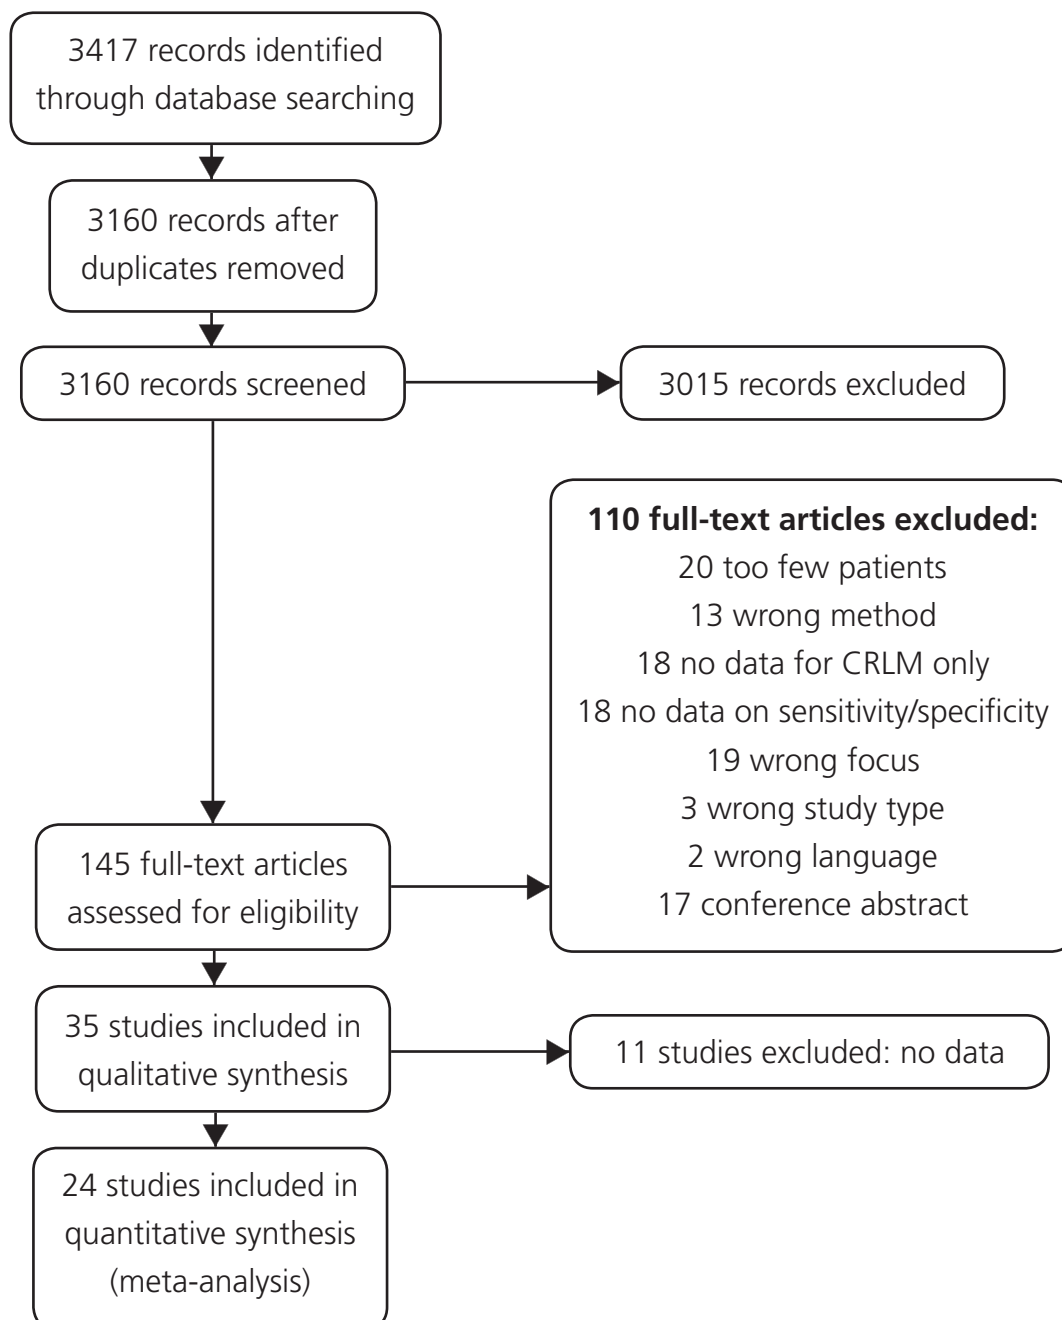 3417 records identified
through database searching
3160 records after
duplicates removed
3160 records screened
3015 records excluded
110 full-text articles excluded:
20 too few patients
13 wrong method
18 no data for CRLM only
18 no data on sensitivity/specificity
19 wrong focus
3 wrong study type
2 wrong language
17 conference abstract
145 full-text articles
assessed for eligibility
35 studies included in
qualitative synthesis
11 studies excluded: no data
24 studies included in
quantitative synthesis
(meta-analysis)